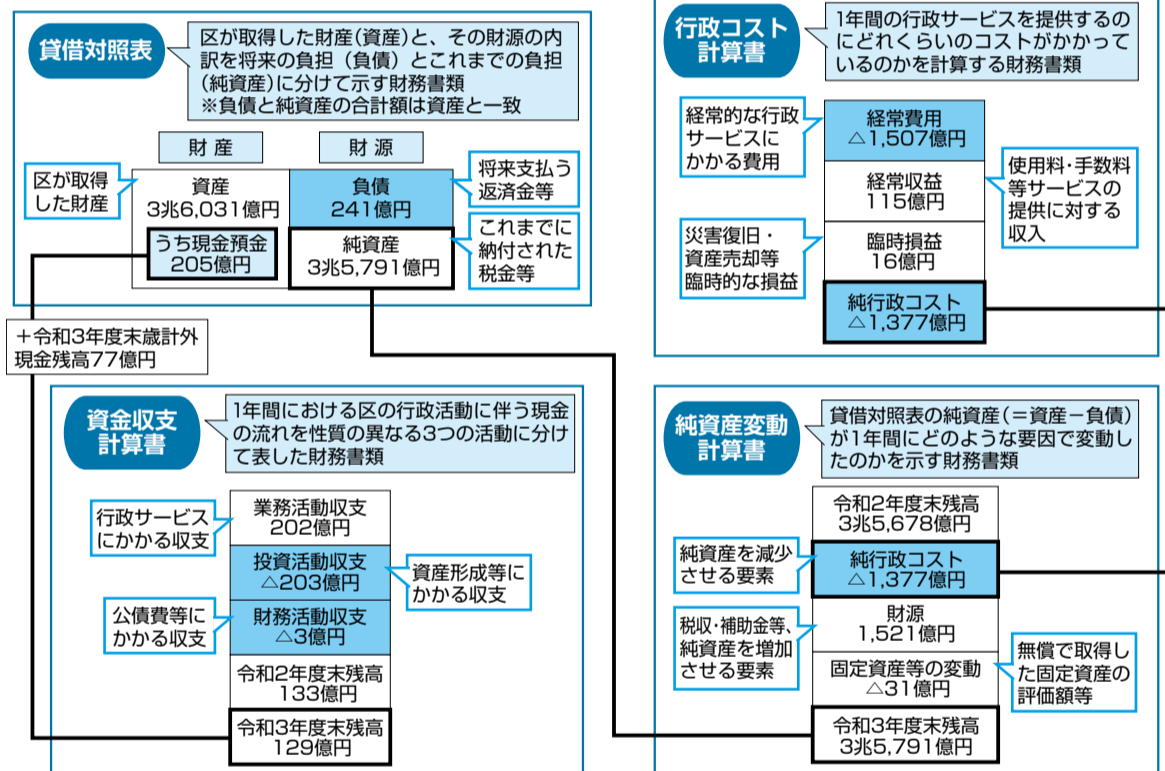 貸借対照表
区が取得した財産(資産)と、その財源の内
訳を将来の負担（負債）とこれまでの負担
(純資産)に分けて示す財務書類
※負債と純資産の合計額は資産と一致
財産
財源
区が取得
した財産
資産
3兆6,031億円
うち現金預金
205億円
負債
241億円
純資産
3兆5,791億円
将来支払う
返済金等
これまでに
納付された
税金等
＋令和3年度末歳計外
現金残高77億円
行政コスト
計算書
1年間の行政サービスを提供するの
にどれくらいのコストがかかって
いるのかを計算する財務書類
経常的な行政
サービスに
かかる費用
経常費用
△1,507億円
経常収益
115億円
使用料・手数料
等サービスの
提供に対する
収入
災害復旧・
資産売却等
臨時的な損益
臨時損益
16億円
純行政コスト
△1,377億円
資金収支
計算書
1年間における区の行政活動に伴う現金
の流れを性質の異なる3つの活動に分け
て表した財務書類
行政サービス
にかかる収支
業務活動収支
202億円
投資活動収支
△203億円
資産形成等に
かかる収支
公債費等に
かかる収支
財務活動収支
△3億円
令和2年度末残高
133億円
令和3年度末残高
129億円
純資産変動
計算書
貸借対照表の純資産（＝資産－負債）
が1年間にどのような要因で変動し
たのかを示す財務書類
令和2年度末残高
3兆5,678億円
純資産を減少
させる要素
純行政コスト
△1,377億円
税収・補助金等、
純資産を増加
させる要素
財源
1,521億円
固定資産等の変動
△31億円
無償で取得し
た固定資産の
評価額等
令和3年度末残高
3兆5,791億円